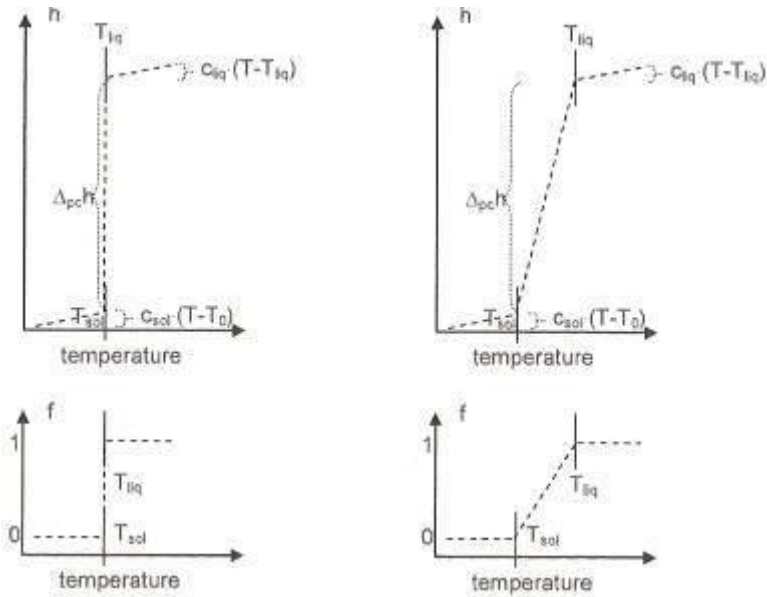 h
T_liq
c_liq (T-T_liq)
Δ_pc h
T_sol
c_sol (T-T_0)
temperature
h
T_liq
c_liq (T-T_liq)
Δ_pc h
T_sol
c_sol (T-T_0)
temperature
f
1
T_liq
0
T_sol
temperature
f
1
T_liq
0
T_sol
temperature